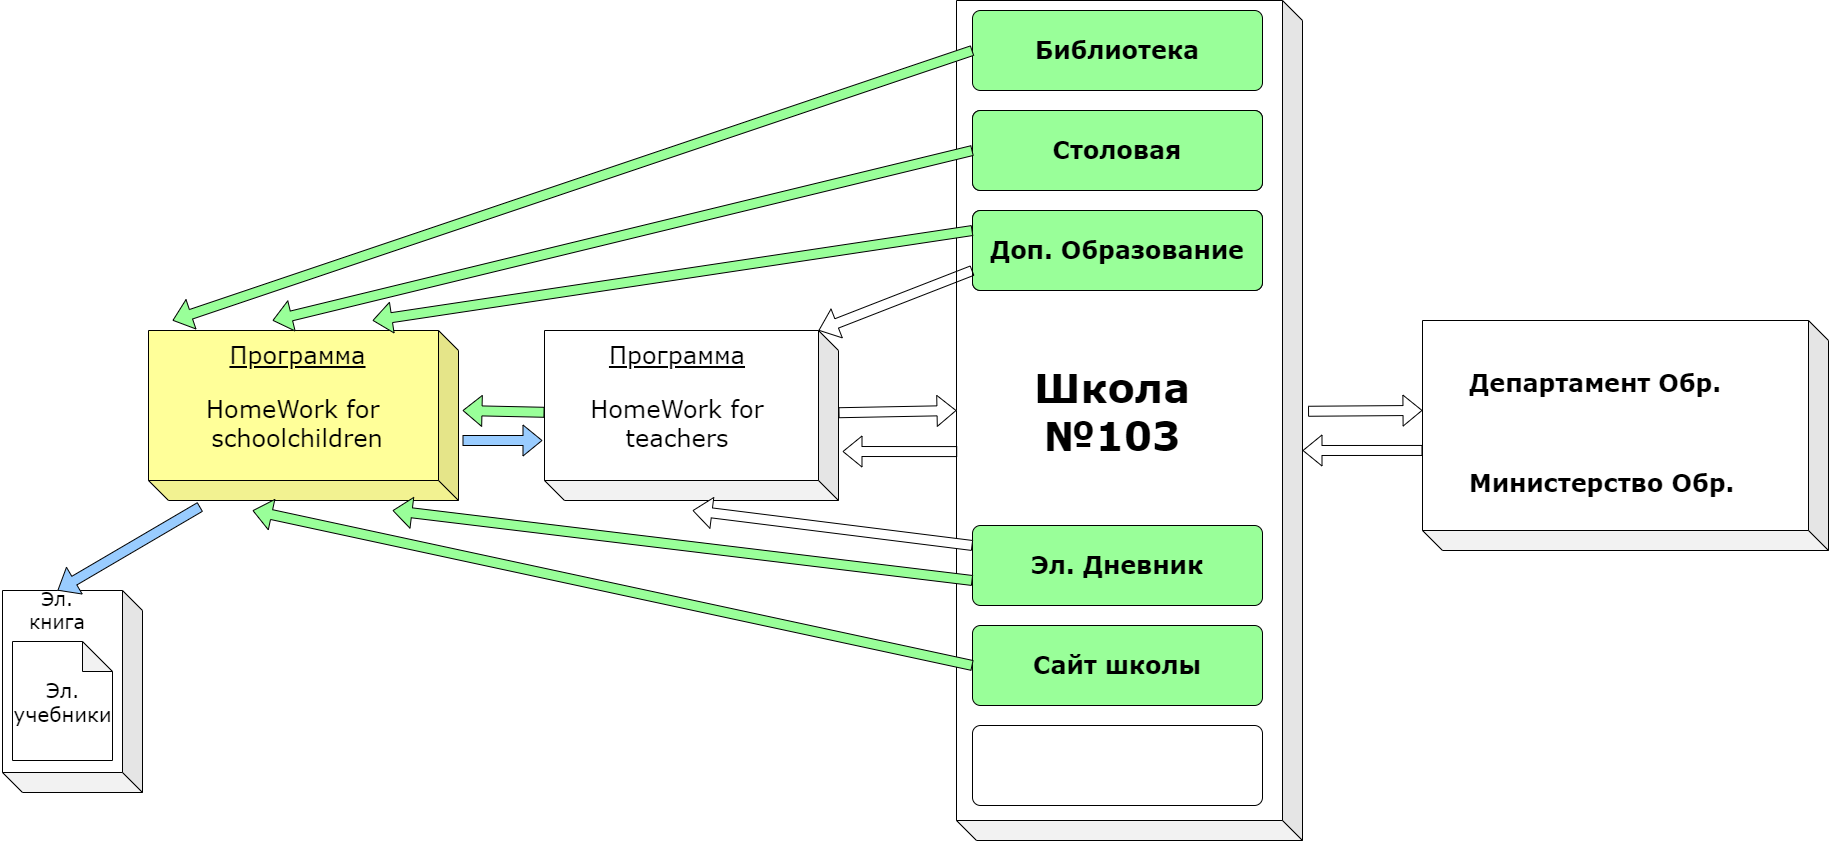 Библиотека
Столовая
Доп. Образование
Программа
HomeWork for
schoolchildren
Программа
HomeWork for
teachers
Школа
№103
Департамент Обр.
Министерство Обр.
Эл. Дневник
Сайт школы
Эл.
книга
Эл.
учебники